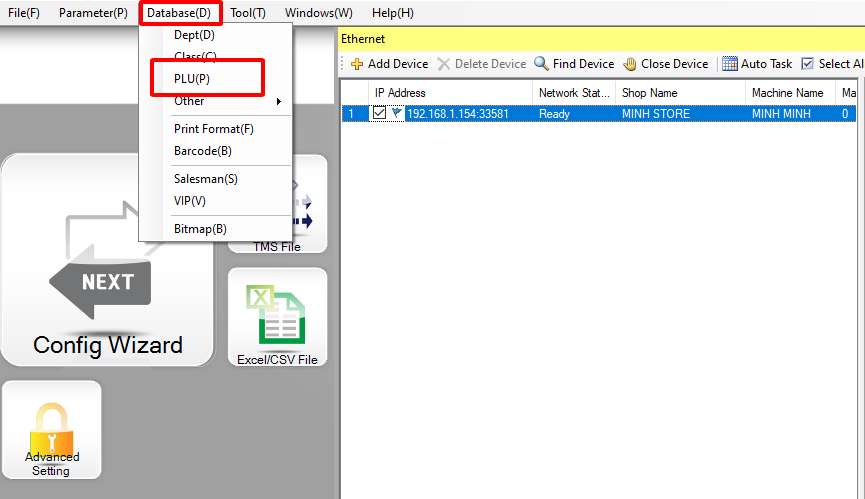 File(F) Parameter(P) Database(D) Tool(T) Windows(W) Help(H)
Dept(D)
Class(C)
PLU(P)
Other
Print Format(F)
Barcode(B)
Salesman(S)
VIP(V)
Bitmap(B)
NEXT
Config Wizard
TMS File
Excel/CSV File
Advanced
Setting
Ethernet
Add Device Delete Device Find Device Close Device Auto Task Select Al
IP Address Network Stat... Shop Name Machine Name Ma
1 192.168.1.154:33581 Ready MINH STORE MINH MINH 0